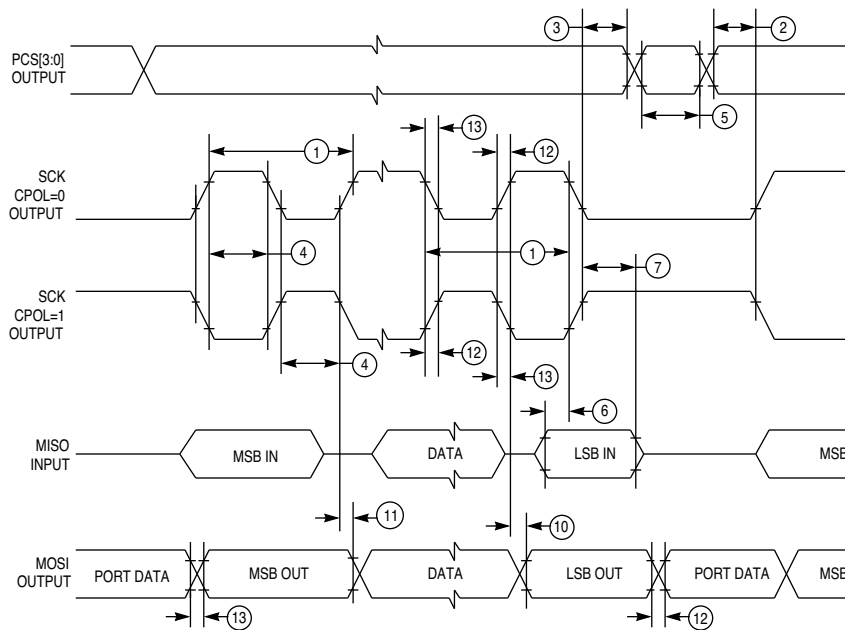 3
2
PCS[3:0]
OUTPUT
5
13
12
1
SCK
CPOL=0
OUTPUT
4
1
7
SCK
CPOL=1
OUTPUT
4
12
13
6
MISO
INPUT
MSB IN
DATA
LSB IN
MSB
11
10
MOSI
OUTPUT
PORT DATA
MSB OUT
DATA
LSB OUT
PORT DATA
MSB
13
12